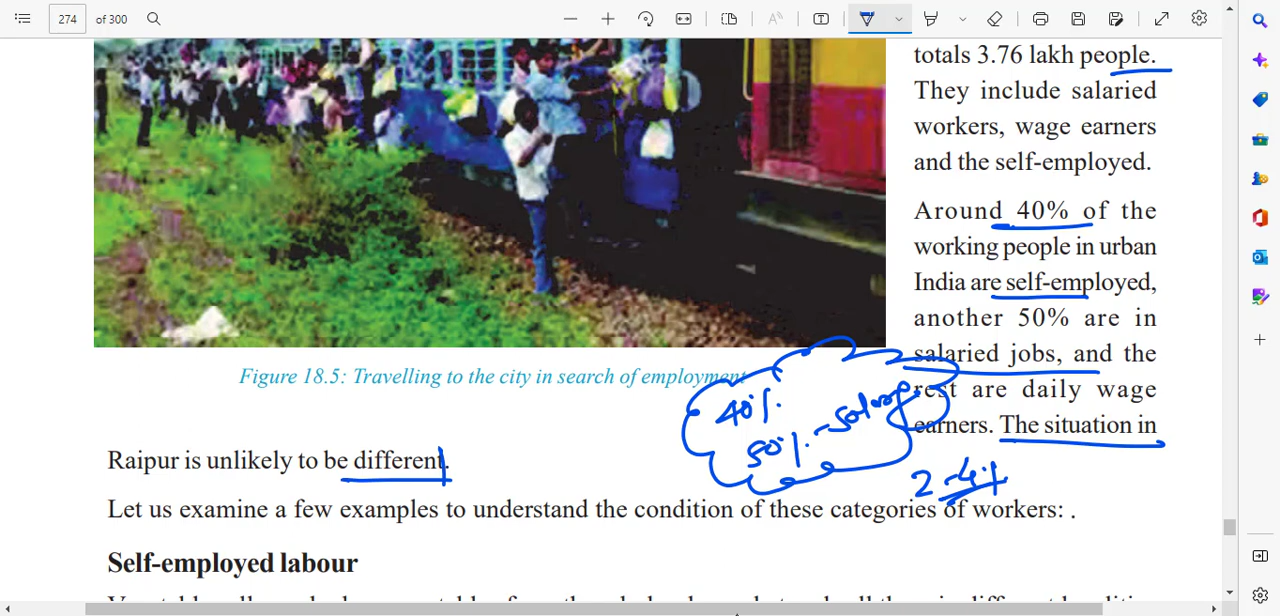 274 of 300
totals 3.76 lakh people.
They include salaried
workers, wage earners
and the self-employed.
Around 40% of the
working people in urban
India are self-employed,
another 50% are in
salaried jobs, and the
rest are daily wage
earners. The situation in
Figure 18.5: Travelling to the city in search of employment
40%.
50%. -
Raipur is unlikely to be different.
Let us examine a few examples to understand the condition of these categories of workers: .
Self-employed labour